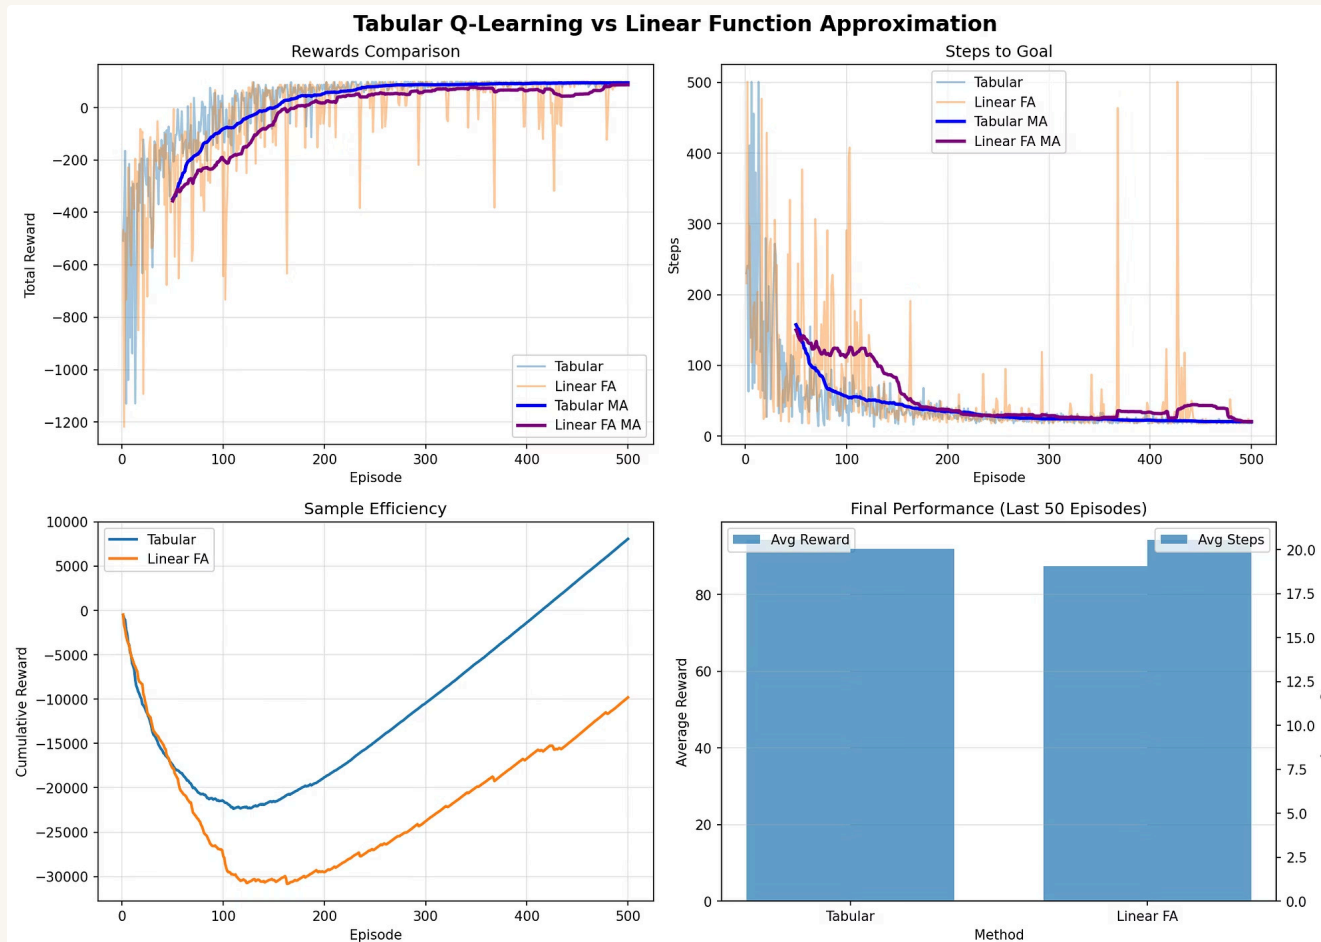 Tabular Q-Learning vs Linear Function Approximation
Rewards Comparison
Total Reward
0
−200
−400
−600
−800
−1000
−1200
Tabular
Linear FA
Tabular MA
Linear FA MA
0 100 200 300 400 500
Episode
Steps to Goal
Steps
500
400
300
200
100
0
Tabular
Linear FA
Tabular MA
Linear FA MA
0 100 200 300 400 500
Episode
Sample Efficiency
Cumulative Reward
10000
5000
0
−5000
−10000
−15000
−20000
−25000
−30000
Tabular
Linear FA
0 100 200 300 400 500
Episode
Final Performance (Last 50 Episodes)
Average Reward
80
60
40
20
0
Avg Reward
Avg Steps
20.0
17.5
15.0
12.5
10.0
7.5
5.0
2.5
0.0
Tabular Linear FA
Method